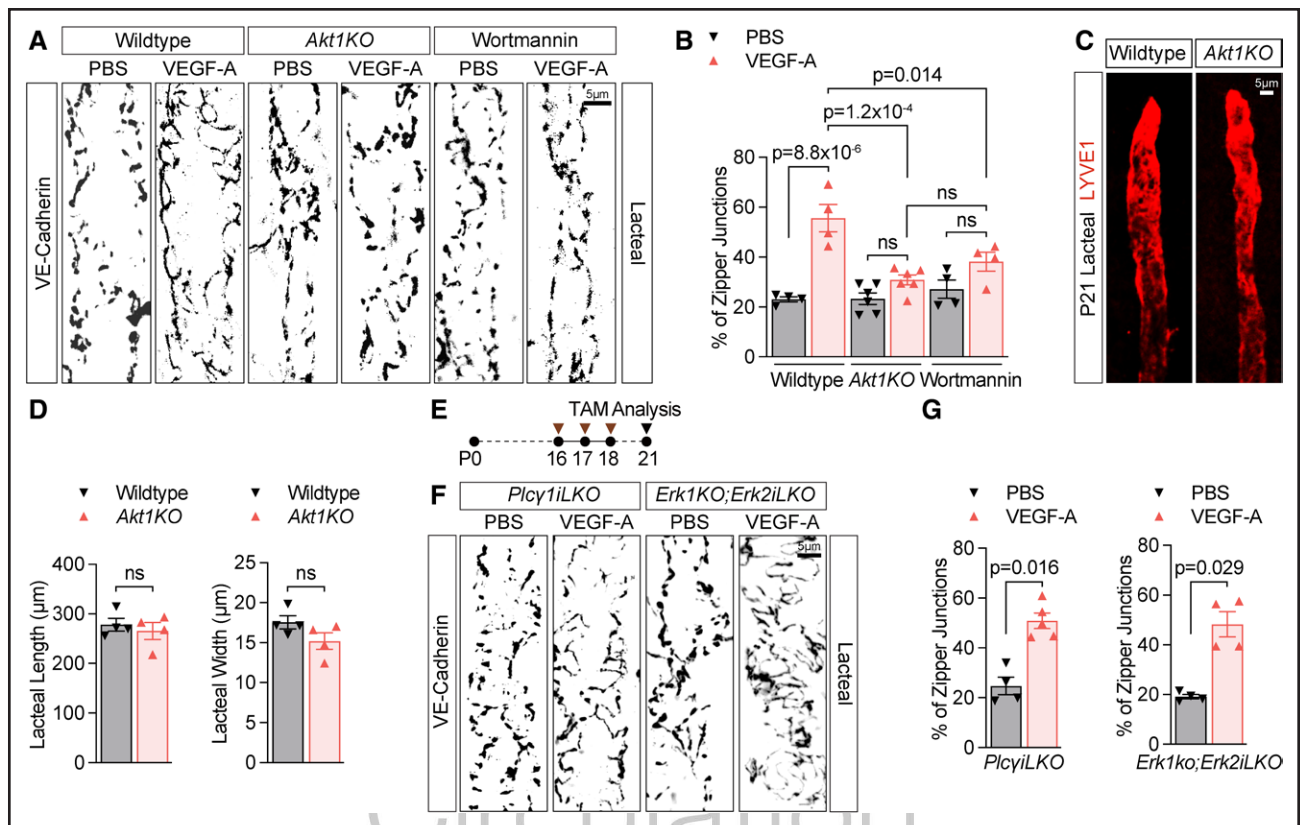 A
Wildtype Akt1KO Wortmannin
PBS VEGF-A PBS VEGF-A PBS VEGF-A
VE-Cadherin
5µm
Lacteal
B
PBS
VEGF-A
p=0.014
p=1.2x10⁻⁴
p=8.8x10⁻⁶
ns
ns ns
% of Zipper Junctions
80
60
40
20
0
Wildtype Akt1KO Wortmannin
C
Wildtype Akt1KO
5µm
P21 Lacteal LYVE1
D
Wildtype
Akt1KO
ns
Lacteal Length (µm)
400
300
200
100
0
Wildtype
Akt1KO
ns
Lacteal Width (µm)
25
20
15
10
5
0
E
TAM Analysis
P0 16 17 18 21
F
Plcγ1iLKO Erk1KO;Erk2iLKO
PBS VEGF-A PBS VEGF-A
VE-Cadherin
5µm
Lacteal
G
PBS
VEGF-A
p=0.016
% of Zipper Junctions
80
60
40
20
0
PlcγiLKO
PBS
VEGF-A
p=0.029
% of Zipper Junctions
80
60
40
20
0
Erk1ko;Erk2iLKO